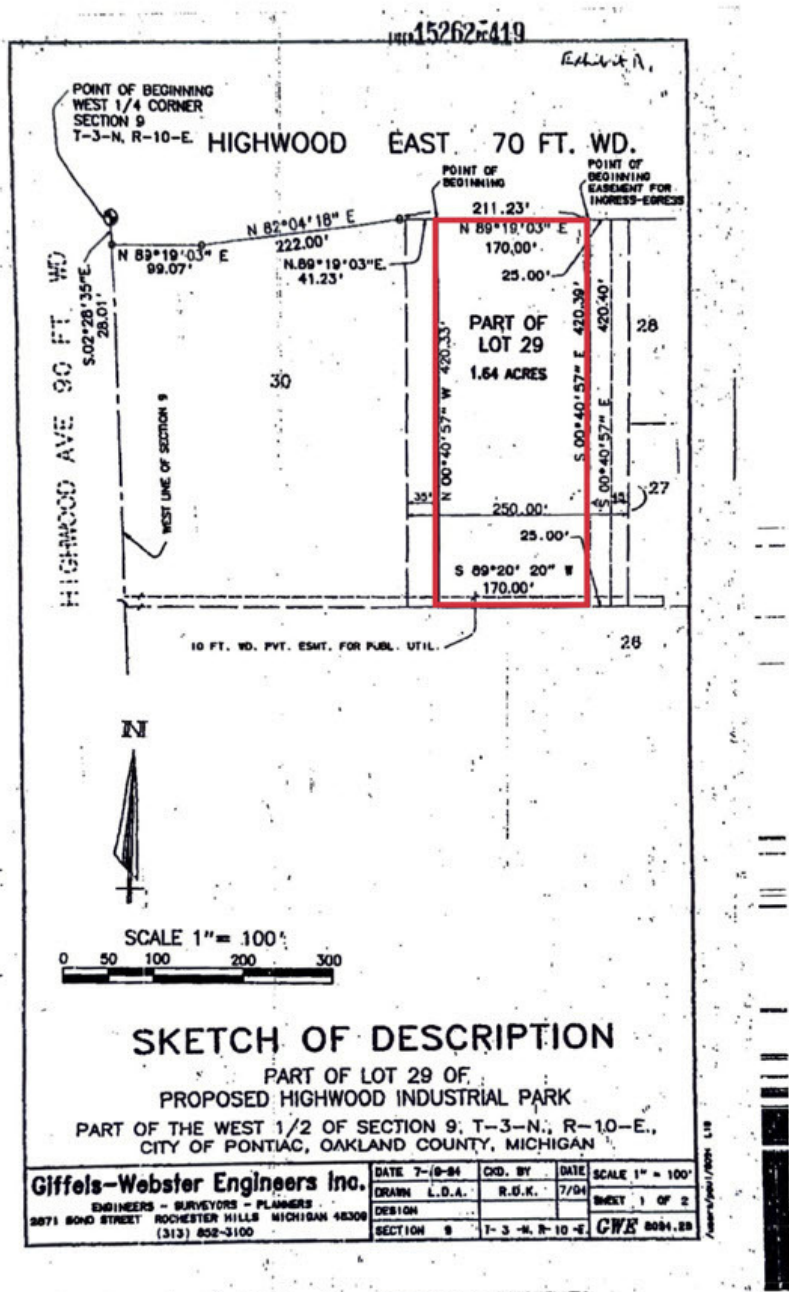 LIBER 15262 PG 419
Exhibit A.
POINT OF BEGINNING
WEST 1/4 CORNER
SECTION 9
T-3-N, R-10-E.
HIGHWOOD EAST 70 FT. WD.
POINT OF
BEGINNING
POINT OF
BEGINNING
EASEMENT FOR
INGRESS-EGRESS
211.23'
N 82°04'18" E
222.00'
N 89°19'03" E
170.00'
N 89°19'03" E
99.07'
N.89°19'03"E.
41.23'
25.00'
S.02°28'35"E.
28.01'
HIGHWOOD AVE 90 FT. WD
WEST LINE OF SECTION 9
30
PART OF
LOT 29
1.64 ACRES
N 00°40'57" W 420.33'
S 00°40'57" E 420.39'
S 00°40'57" E 420.40'
28
27
35'
45'
250.00'
25.00'
S 89°20'20" W
170.00'
10 FT. WD. PVT. ESMT. FOR PUBL. UTIL.
26
N
SCALE 1"= 100'
0 50 100 200 300
SKETCH OF DESCRIPTION
PART OF LOT 29 OF
PROPOSED HIGHWOOD INDUSTRIAL PARK
PART OF THE WEST 1/2 OF SECTION 9, T-3-N., R-10-E.,
CITY OF PONTIAC, OAKLAND COUNTY, MICHIGAN
Giffels-Webster Engineers Inc.
ENGINEERS - SURVEYORS - PLANNERS
2871 BOND STREET ROCHESTER HILLS MICHIGAN 48309
(313) 852-3100
DATE 7-19-94 CKD. BY DATE SCALE 1" = 100'
DRAWN L.D.A. R.D.K. 7/94
SHEET 1 OF 2
DESIGN
SECTION 9 T- 3 -N. R- 10 -E. GWE 8094.29